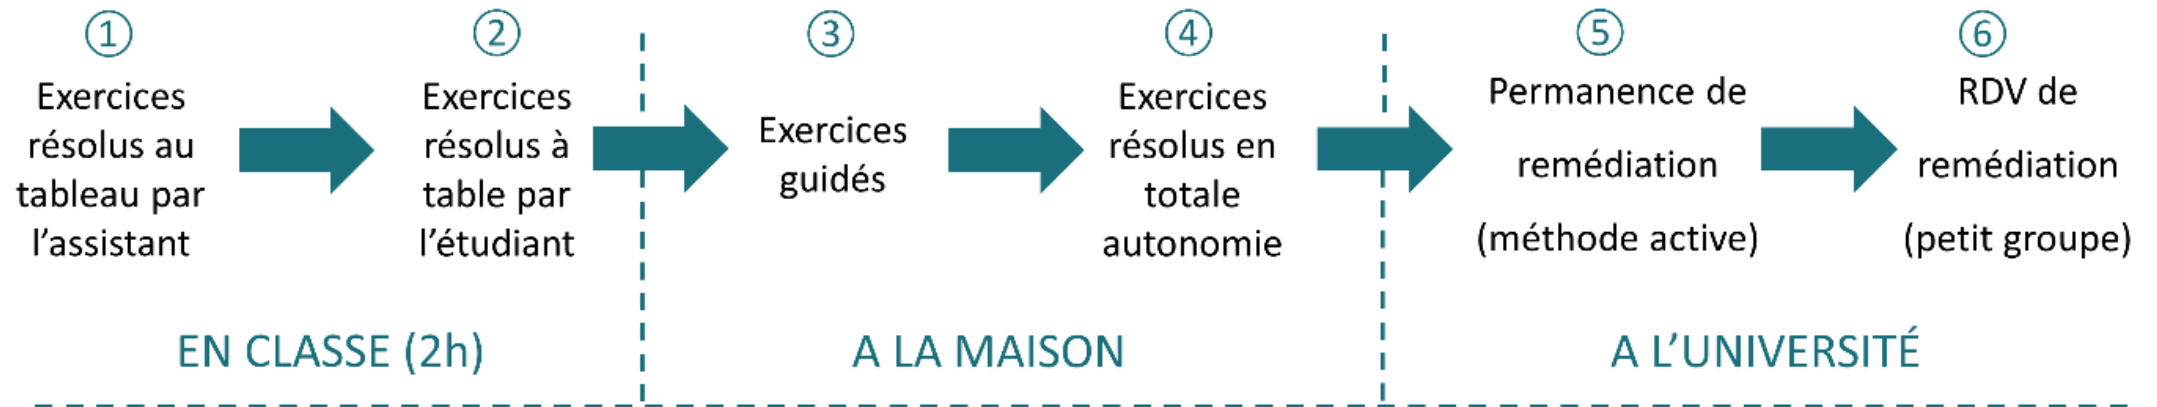 ①
Exercices
résolus au
tableau par
l’assistant
②
Exercices
résolus à
table par
l’étudiant
③
Exercices
guidés
④
Exercices
résolus en
totale
autonomie
⑤
Permanence de
remédiation
(méthode active)
⑥
RDV de
remédiation
(petit groupe)
EN CLASSE (2h)
A LA MAISON
A L’UNIVERSITÉ